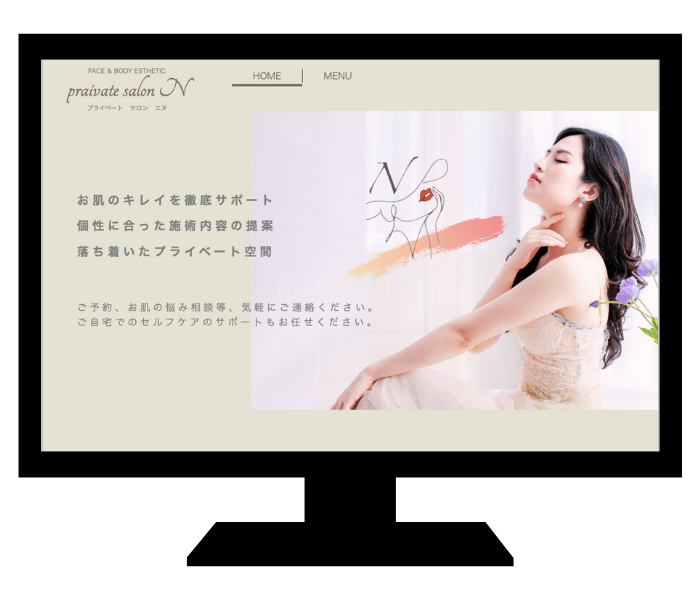 FACE & BODY ESTHETIC
praivate salon N
プライベート サロン エヌ
HOME
MENU
N
お肌のキレイを徹底サポート
個性に合った施術内容の提案
落ち着いたプライベート空間
ご予約、お肌の悩み相談等、気軽にご連絡ください。
ご自宅でのセルフケアのサポートもお任せください。